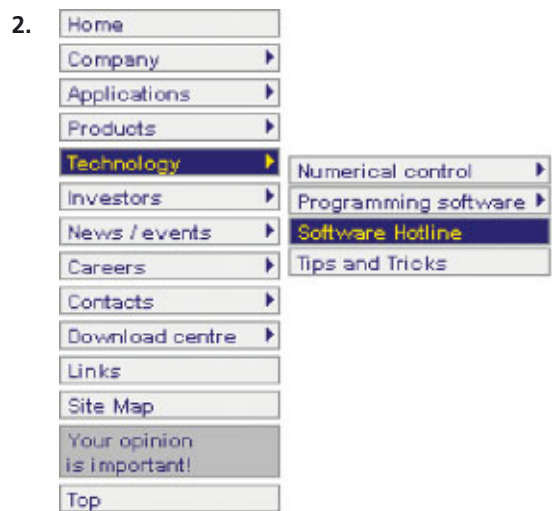 2.
Home
Company
Applications
Products
Technology
Investors
News / events
Careers
Contacts
Download centre
Links
Site Map
Your opinion
is important!
Top
Numerical control
Programming software
Software Hotline
Tips and Tricks